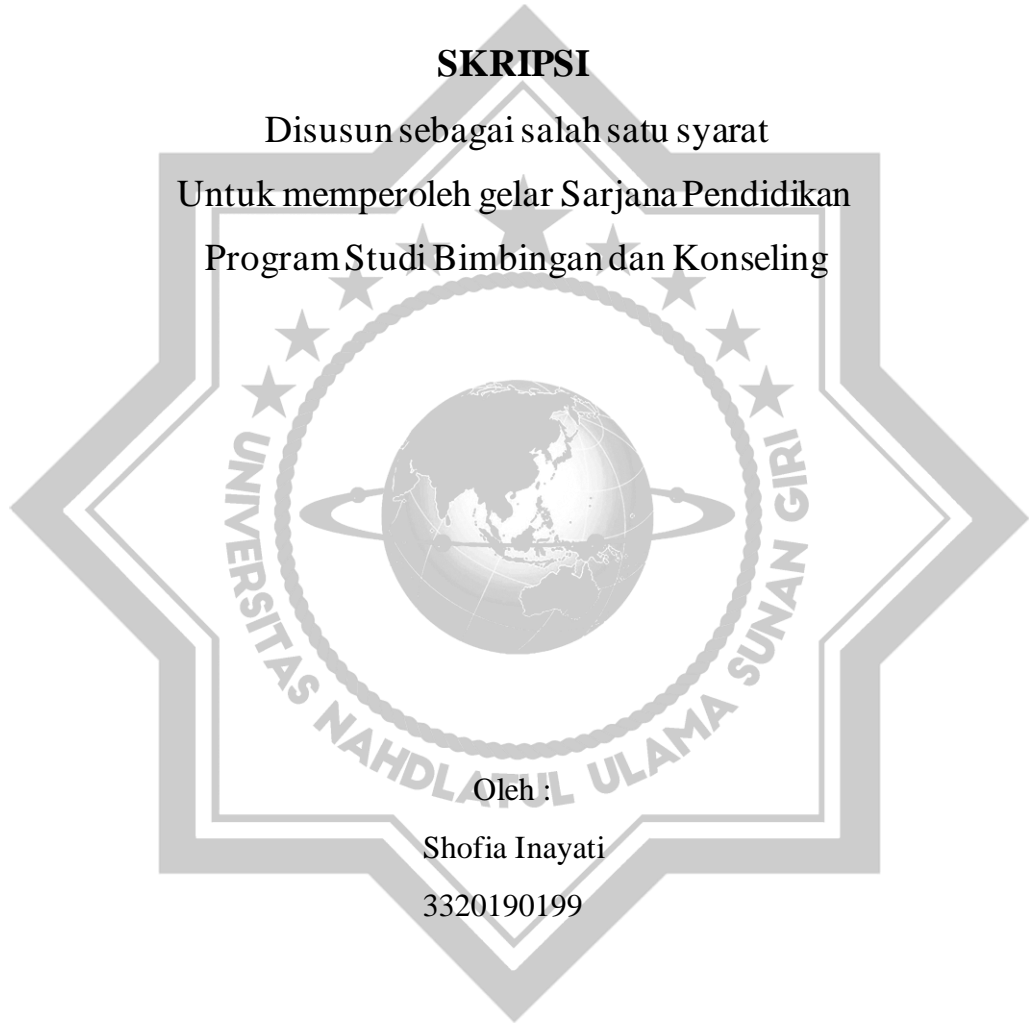 SKRIPSI
Disusun sebagai salah satu syarat
Untuk memperoleh gelar Sarjana Pendidikan
Program Studi Bimbingan dan Konseling
UNIVERSITAS NAHDLATUL ULAMA SUNAN GIRI
Oleh :
Shofia Inayati
3320190199